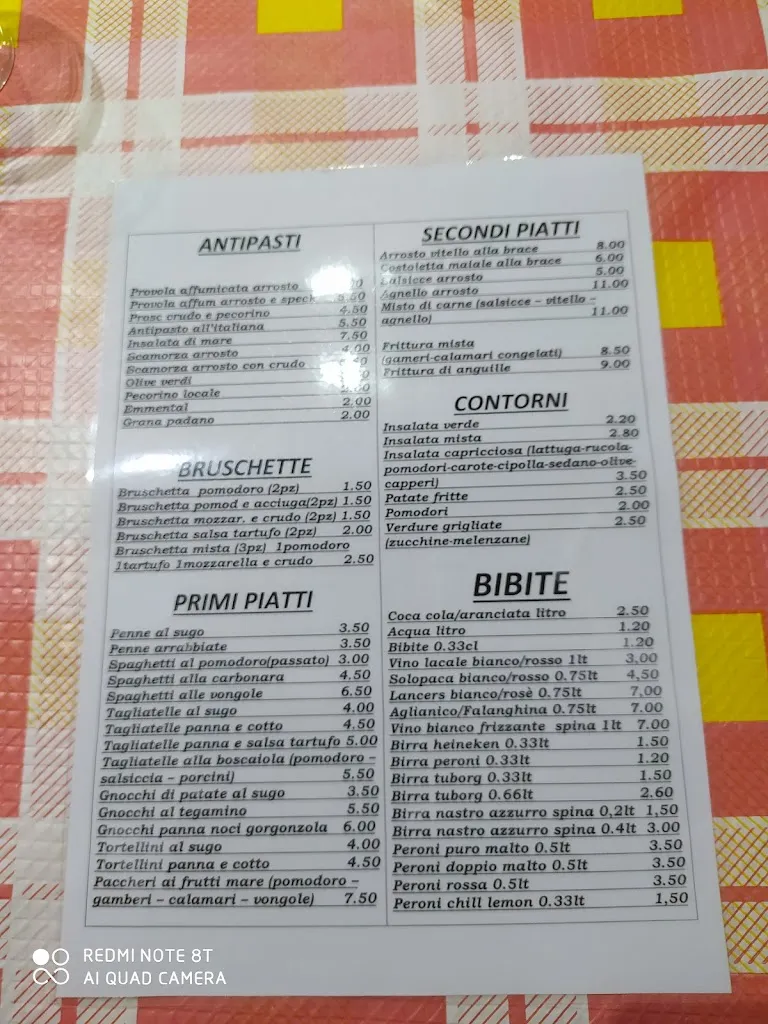 ANTIPASTI
Provola affumicata arrosto
Provola affum arrosto e speck
Prosc crudo e pecorino 4.50
Antipasto all'italiana 5.50
Insalata di mare 7.50
Scamorza arrosto 4.00
Scamorza arrosto con crudo
Olive verdi
Pecorino locale
Emmental 2.00
Grana padano 2.00
BRUSCHETTE
Bruschetta pomodoro (2pz) 1.50
Bruschetta pomod e acciuga(2pz) 1.50
Bruschetta mozzar. e crudo (2pz) 1.50
Bruschetta salsa tartufo (2pz) 2.00
Bruschetta mista (3pz) 1pomodoro
1tartufo 1mozzarella e crudo 2.50
PRIMI PIATTI
Penne al sugo 3.50
Penne arrabbiate 3.50
Spaghetti al pomodoro(passato) 3.00
Spaghetti alla carbonara 4.50
Spaghetti alle vongole 6.50
Tagliatelle al sugo 4.00
Tagliatelle panna e cotto 4.50
Tagliatelle panna e salsa tartufo 5.00
Tagliatelle alla boscaiola (pomodoro –
salsiccia – porcini) 5.50
Gnocchi di patate al sugo 3.50
Gnocchi al tegamino 5.50
Gnocchi panna noci gorgonzola 6.00
Tortellini al sugo 4.00
Tortellini panna e cotto 4.50
Paccheri ai frutti mare (pomodoro –
gamberi – calamari – vongole) 7.50
SECONDI PIATTI
Arrosto vitello alla brace 8.00
Costoletta maiale alla brace 6.00
Salsicce arrosto 5.00
Agnello arrosto 11.00
Misto di carne (salsicce – vitello –
agnello) 11.00
Frittura mista
(gameri-calamari congelati) 8.50
Frittura di anguille 9.00
CONTORNI
Insalata verde 2.20
Insalata mista 2.80
Insalata capricciosa (lattuga-rucola-
pomodori-carote-cipolla-sedano-olive-
capperi) 3.50
Patate fritte 2.50
Pomodori 2.00
Verdure grigliate 2.50
(zucchine-melenzane)
BIBITE
Coca cola/aranciata litro 2.50
Acqua litro 1.20
Bibite 0.33cl 1.20
Vino lacale bianco/rosso 1lt 3,00
Solopaca bianco/rosso 0.75lt 4,50
Lancers bianco/rosè 0.75lt 7,00
Aglianico/Falanghina 0.75lt 7.00
Vino bianco frizzante spina 1lt 7.00
Birra heineken 0.33lt 1.50
Birra peroni 0.33lt 1.20
Birra tuborg 0.33lt 1.50
Birra tuborg 0.66lt 2.60
Birra nastro azzurro spina 0,2lt 1,50
Birra nastro azzurro spina 0.4lt 3.00
Peroni puro malto 0.5lt 3.50
Peroni doppio malto 0.5lt 3.50
Peroni rossa 0.5lt 3.50
Peroni chill lemon 0.33lt 1,50
REDMI NOTE 8T
AI QUAD CAMERA